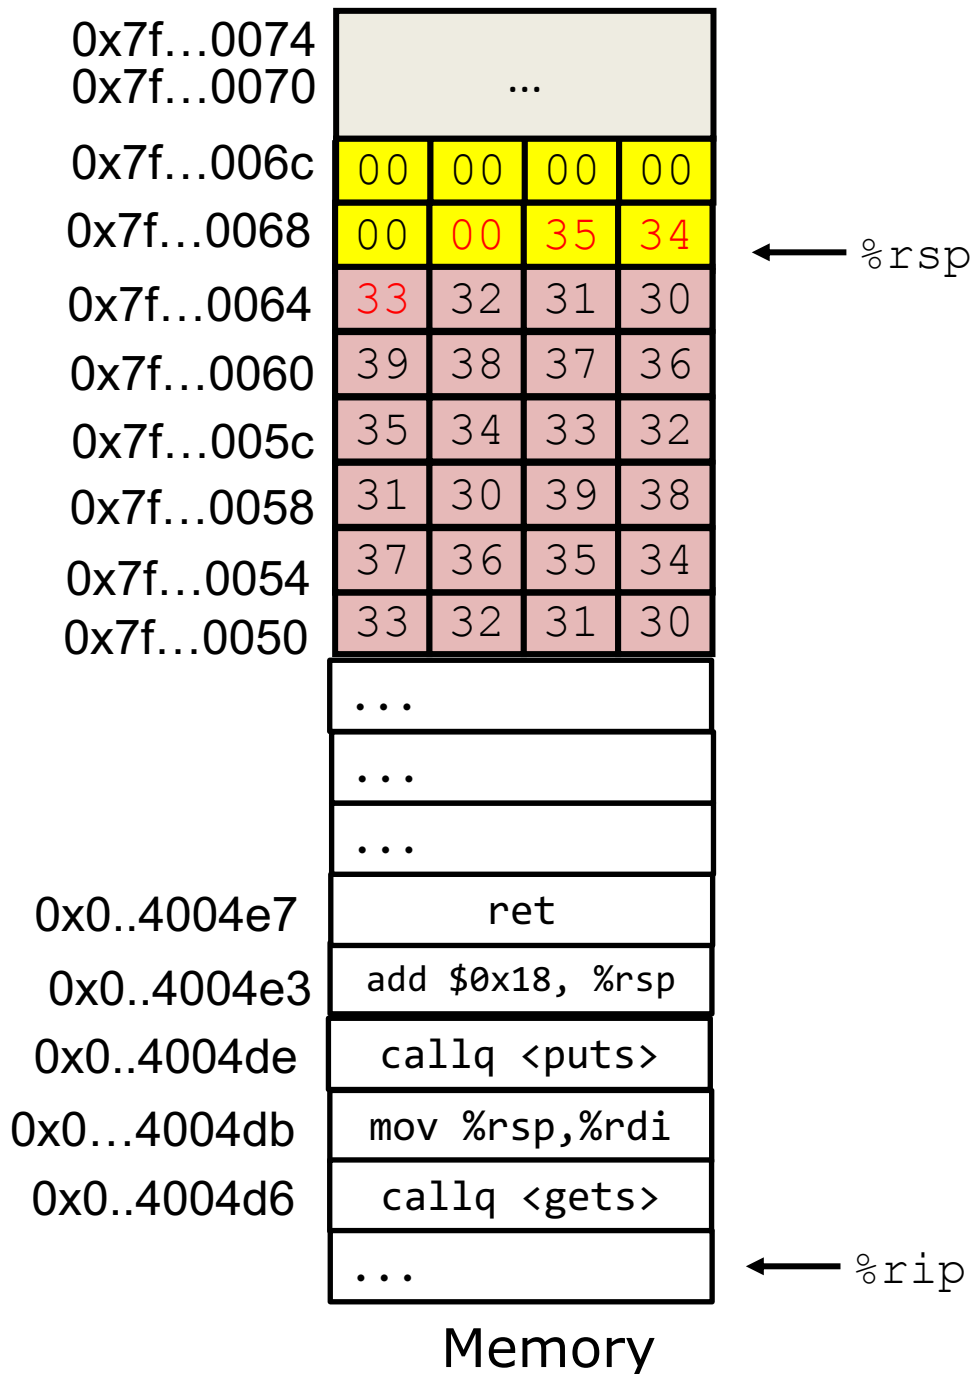 0x7f…0074
0x7f…0070 ...
0x7f…006c 00 00 00 00
0x7f…0068 00 00 35 34 %rsp
0x7f…0064 33 32 31 30
0x7f…0060 39 38 37 36
0x7f…005c 35 34 33 32
0x7f…0058 31 30 39 38
0x7f…0054 37 36 35 34
0x7f…0050 33 32 31 30
...
...
...
0x0..4004e7 ret
0x0..4004e3 add $0x18, %rsp
0x0..4004de callq <puts>
0x0…4004db mov %rsp,%rdi
0x0..4004d6 callq <gets>
... %rip
Memory